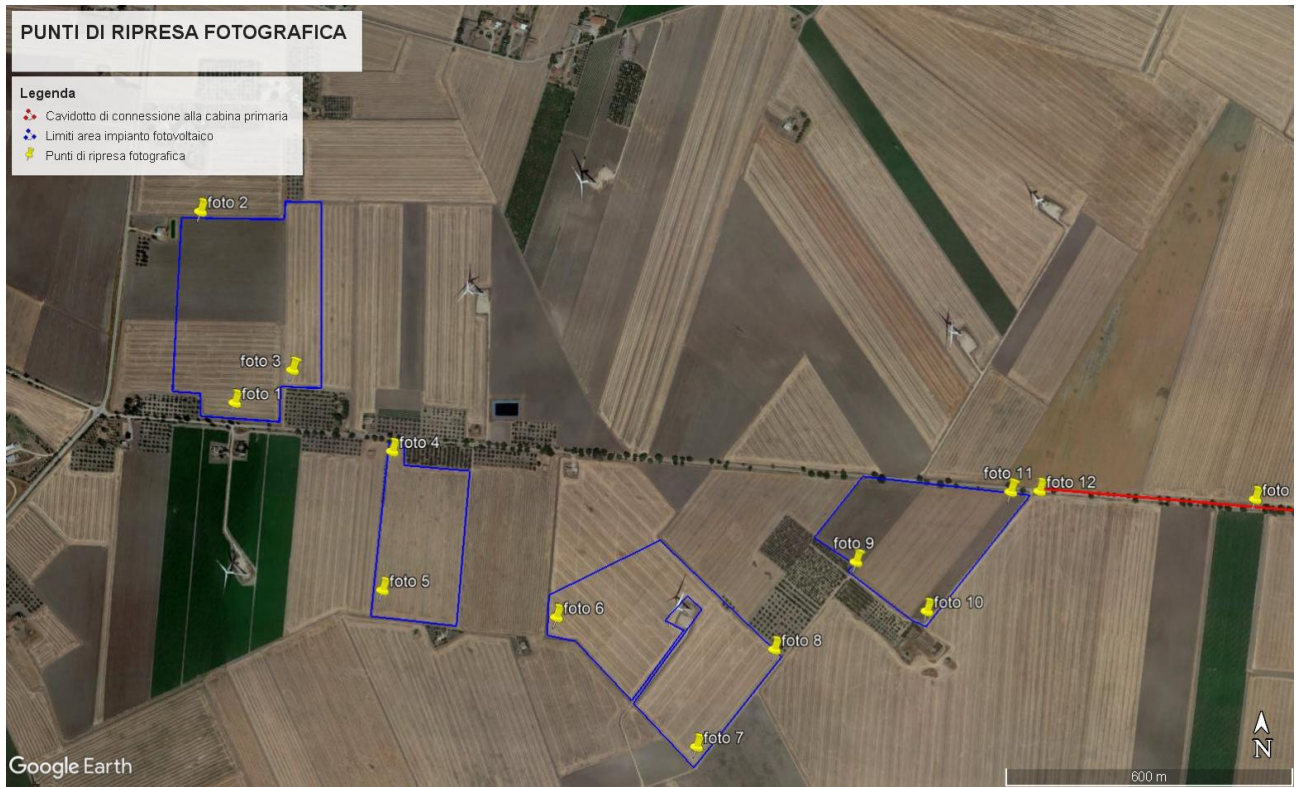 PUNTI DI RIPRESA FOTOGRAFICA
Legenda
Cavidotto di connessione alla cabina primaria
Limiti area impianto fotovoltaico
Punti di ripresa fotografica
foto 2
foto 3
foto 1
foto 4
foto 11
foto 12
foto
foto 9
foto 5
foto 10
foto 6
foto 8
foto 7
N
Google Earth
600 m